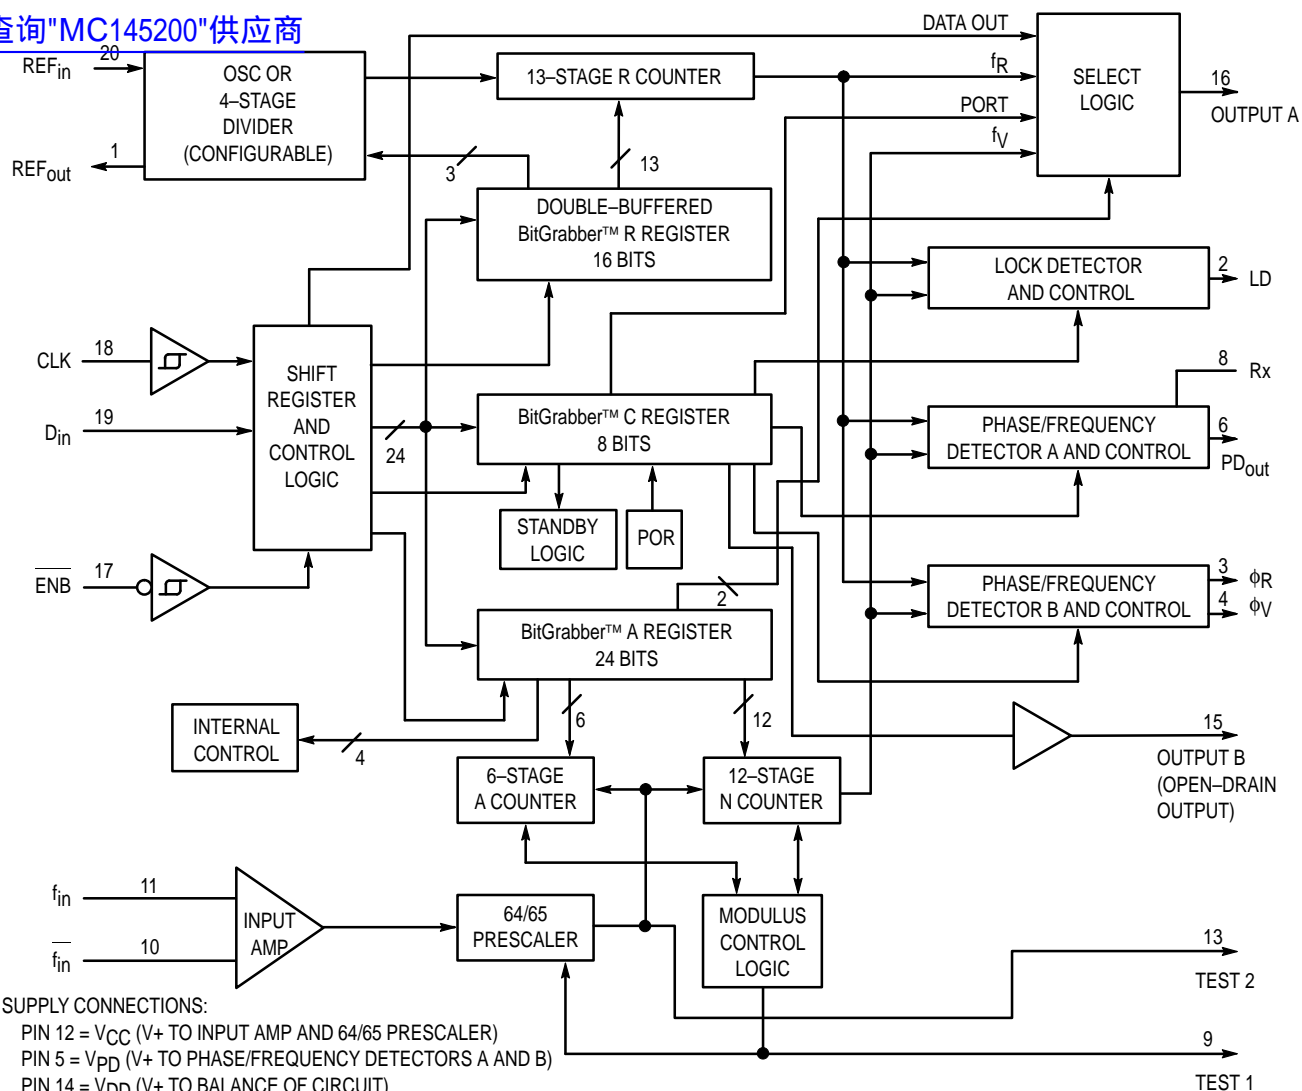 查询"MC145200"供应商
DATA OUT
20
REFin
OSC OR
4–STAGE
DIVIDER
(CONFIGURABLE)
13–STAGE R COUNTER
fR
SELECT
LOGIC
16
OUTPUT A
PORT
fV
1
REFout
3
13
DOUBLE–BUFFERED
BitGrabber™ R REGISTER
16 BITS
LOCK DETECTOR
AND CONTROL
2
LD
CLK
18
SHIFT
REGISTER
AND
CONTROL
LOGIC
8
Rx
Din
19
24
BitGrabber™ C REGISTER
8 BITS
PHASE/FREQUENCY
DETECTOR A AND CONTROL
6
PDout
STANDBY
LOGIC
POR
ENB
17
2
PHASE/FREQUENCY
DETECTOR B AND CONTROL
3
ϕR
4
ϕV
BitGrabber™ A REGISTER
24 BITS
INTERNAL
CONTROL
4
6
12
15
OUTPUT B
(OPEN–DRAIN
OUTPUT)
6–STAGE
A COUNTER
12–STAGE
N COUNTER
fin
11
INPUT
AMP
fin
10
64/65
PRESCALER
MODULUS
CONTROL
LOGIC
13
TEST 2
9
TEST 1
SUPPLY CONNECTIONS:
PIN 12 = VCC (V+ TO INPUT AMP AND 64/65 PRESCALER)
PIN 5 = VPD (V+ TO PHASE/FREQUENCY DETECTORS A AND B)
PIN 14 = VDD (V+ TO BALANCE OF CIRCUIT)